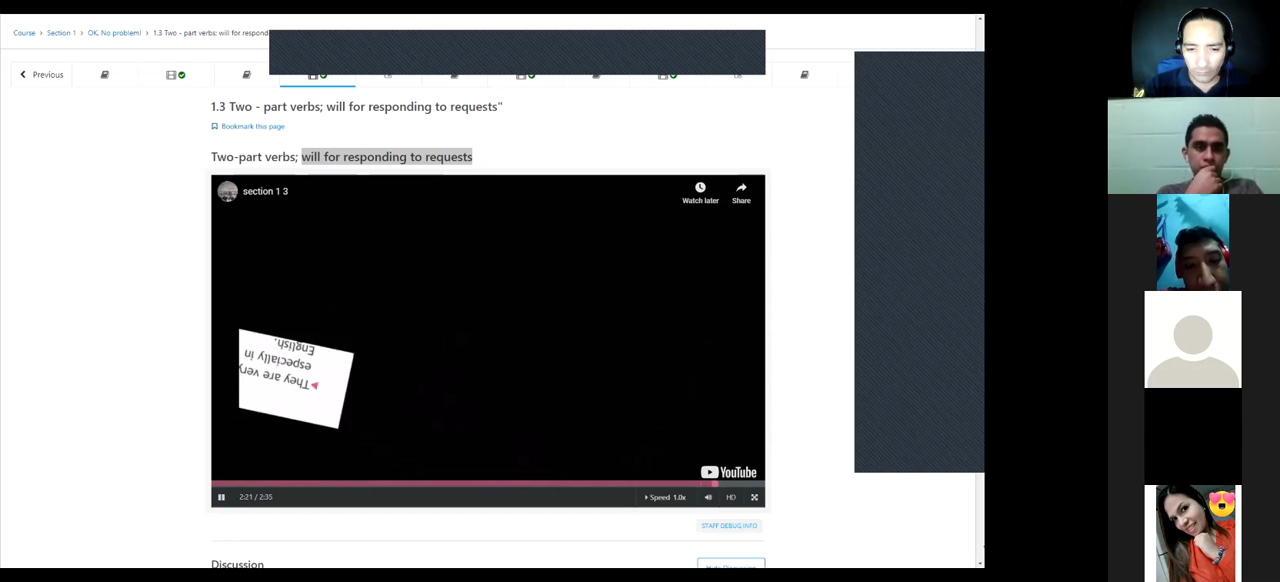 Course > Section 1 > OK. No problem! > 1.3 Two - part verbs; will for respond
Previous
1.3 Two - part verbs; will for responding to requests"
Bookmark this page
Two-part verbs; will for responding to requests
section 1 3
Watch later
Share
They are very
especially in
English.
YouTube
2:21 / 2:35
Speed 1.0x
HD
STAFF DEBUG INFO
Discussion